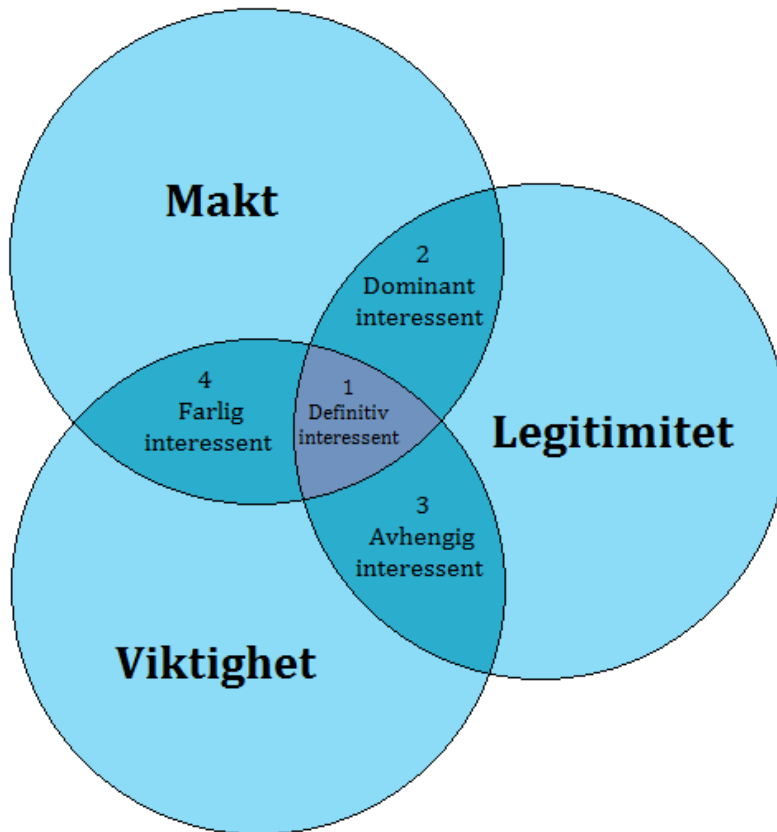 Makt
2
Dominant
interessent
4
Farlig
interessent
1
Definitiv
interessent
Legitimitet
3
Avhengig
interessent
Viktighet